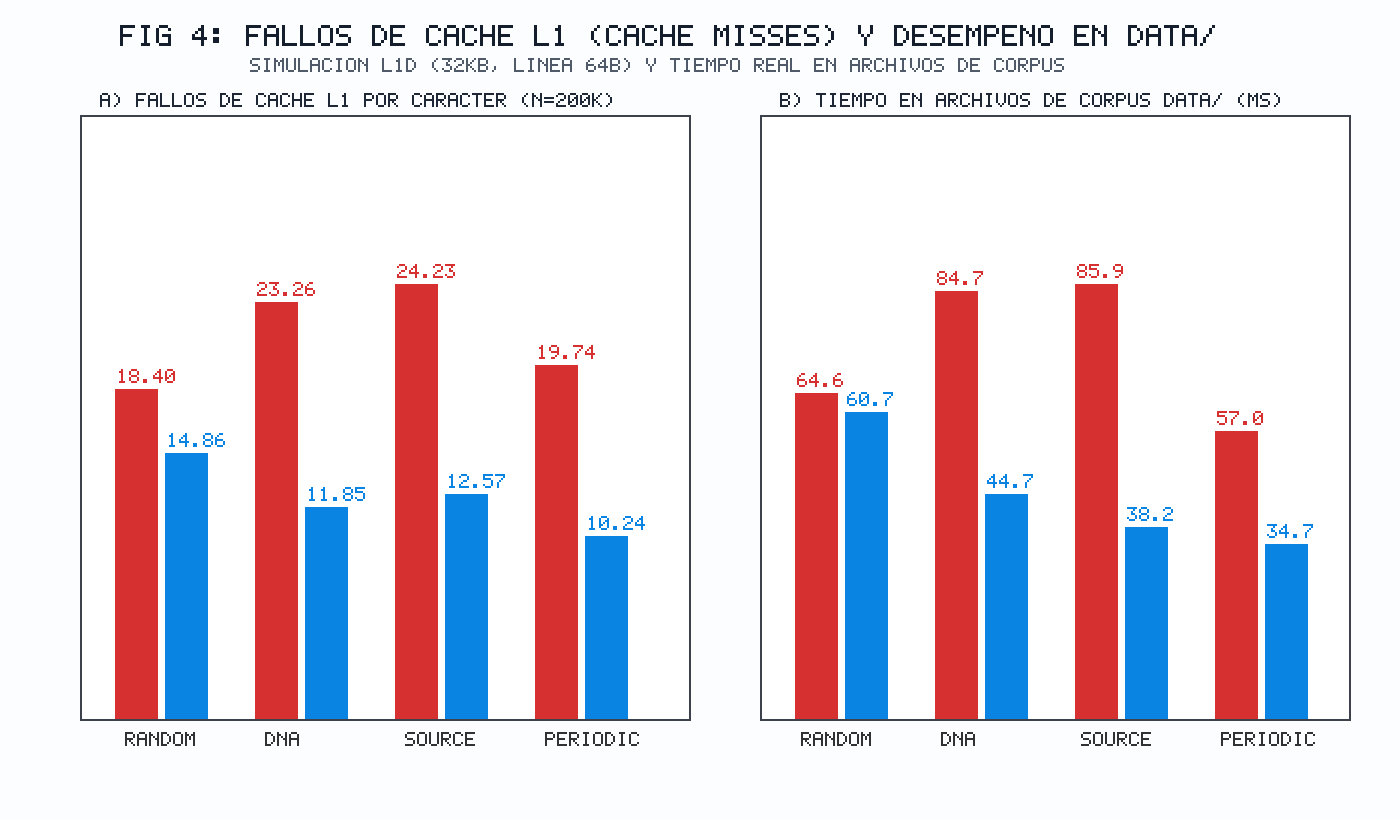 FIG 4: FALLOS DE CACHE L1 (CACHE MISSES) Y DESEMPENO EN DATA/
SIMULACION L1D (32KB, LINEA 64B) Y TIEMPO REAL EN ARCHIVOS DE CORPUS
A) FALLOS DE CACHE L1 POR CARACTER (N=200K)
18.40
14.86
23.26
11.85
24.23
12.57
19.74
10.24
RANDOM
DNA
SOURCE
PERIODIC
B) TIEMPO EN ARCHIVOS DE CORPUS DATA/ (MS)
64.6
60.7
84.7
44.7
85.9
38.2
57.0
34.7
RANDOM
DNA
SOURCE
PERIODIC